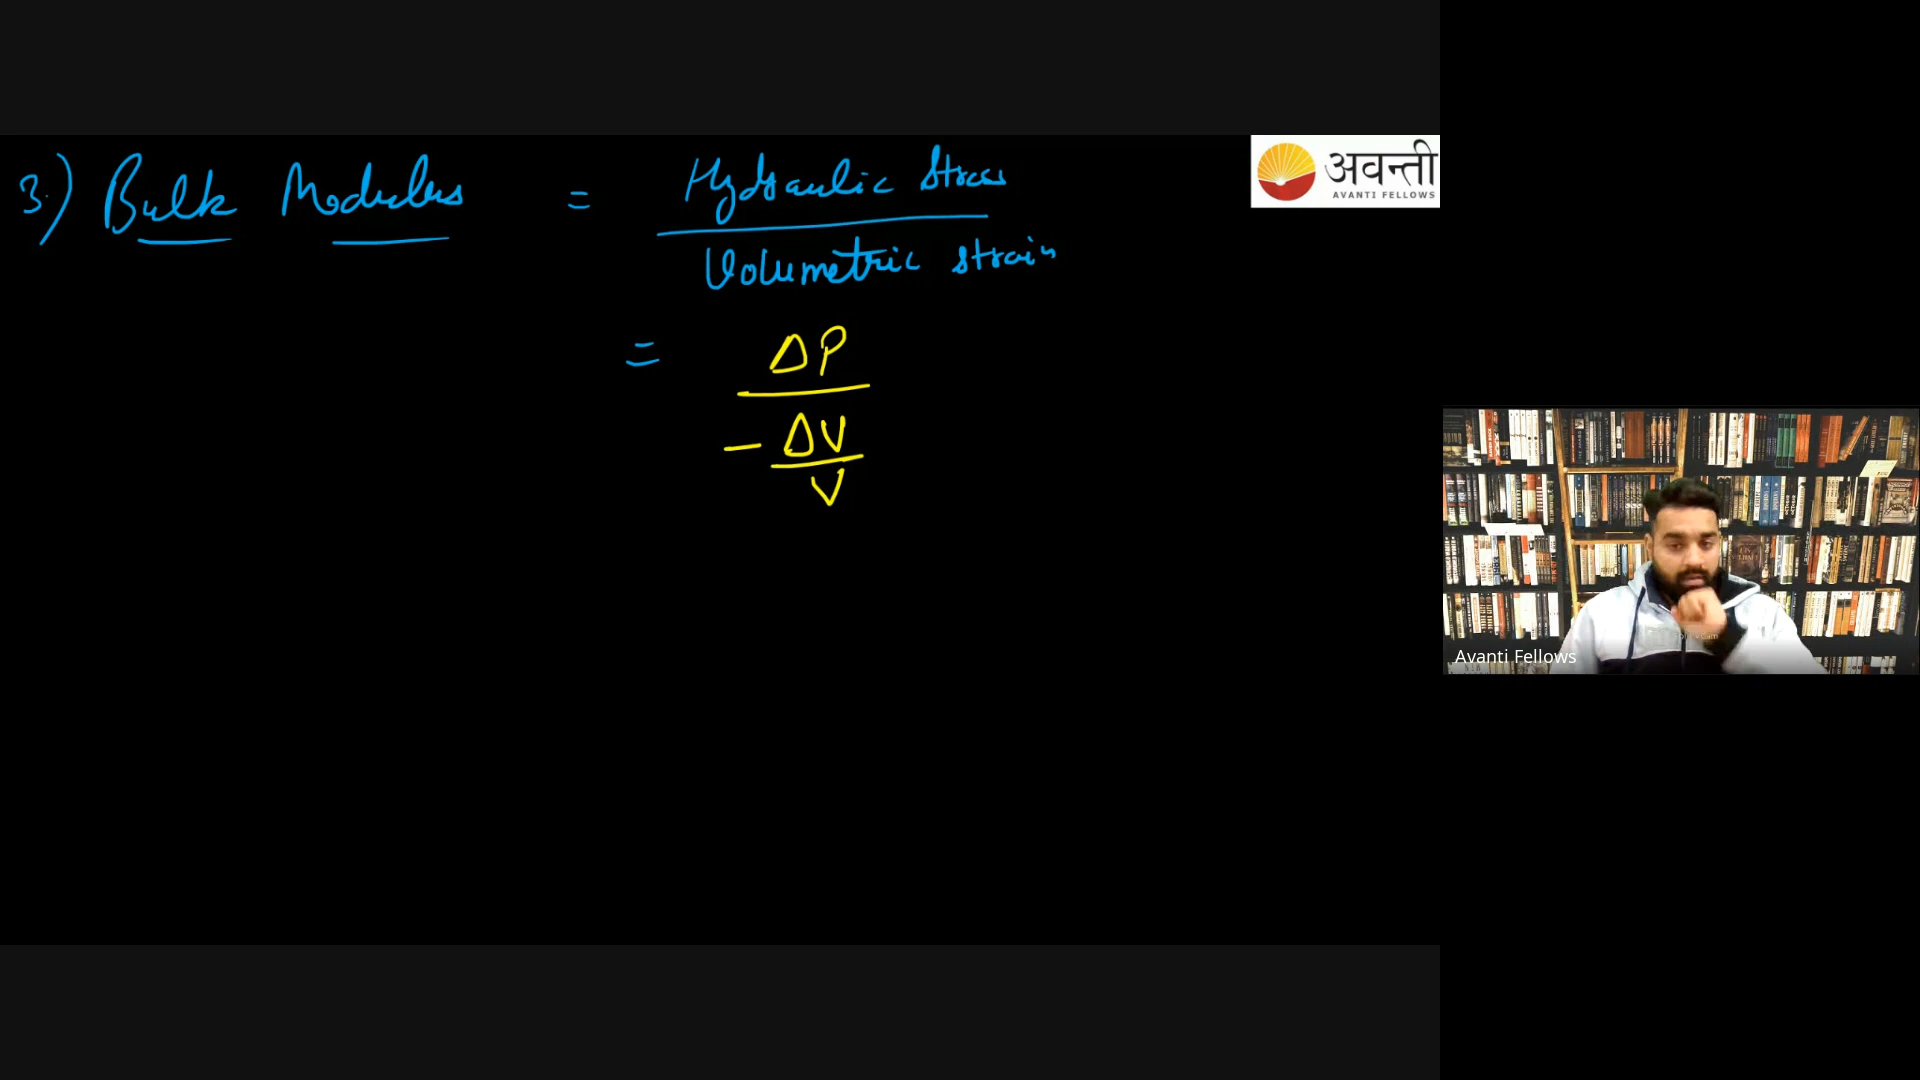 3.) Bulk Modulus = Hydraulic Stress
Volumetric strain
= ΔP
- ΔV
V
अवन्ती
AVANTI FELLOWS
Avanti Fellows